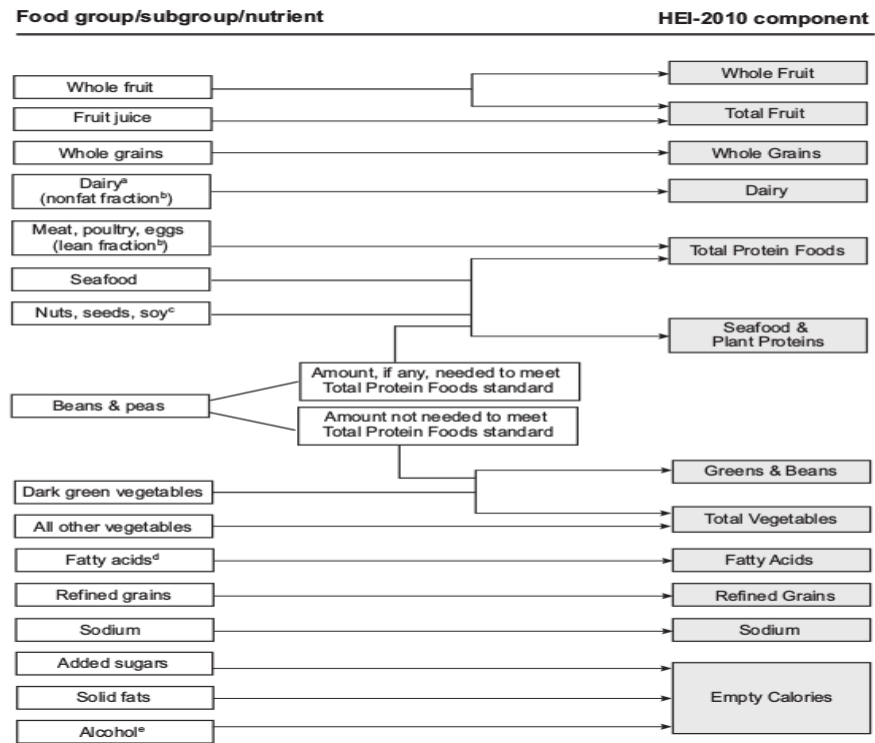 Food group/subgroup/nutrient
HEI-2010 component
Whole fruit
Whole Fruit
Fruit juice
Total Fruit
Whole grains
Whole Grains
Dairyᵃ
(nonfat fractionᵇ)
Dairy
Meat, poultry, eggs
(lean fractionᵇ)
Total Protein Foods
Seafood
Nuts, seeds, soyᶜ
Seafood &
Plant Proteins
Amount, if any, needed to meet
Total Protein Foods standard
Beans & peas
Amount not needed to meet
Total Protein Foods standard
Greens & Beans
Dark green vegetables
Total Vegetables
All other vegetables
Fatty acidsᵈ
Fatty Acids
Refined grains
Refined Grains
Sodium
Sodium
Added sugars
Solid fats
Empty Calories
Alcoholᵉ